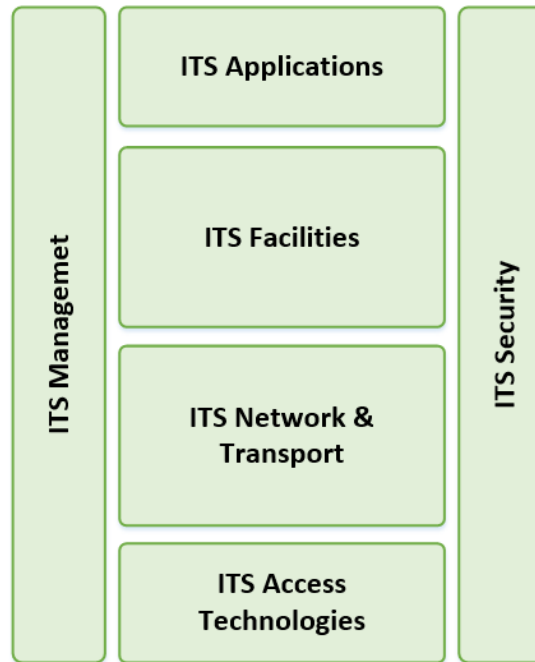 ITS Managemet
ITS Applications
ITS Facilities
ITS Network &
Transport
ITS Access
Technologies
ITS Security